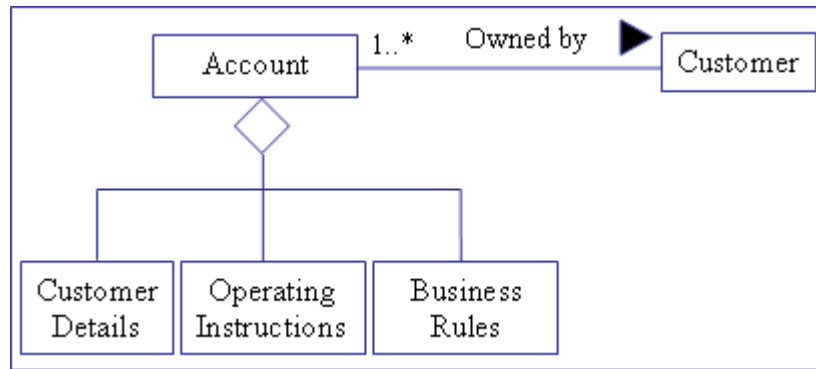 Account
1..*
Owned by
Customer
Customer
Details
Operating
Instructions
Business
Rules